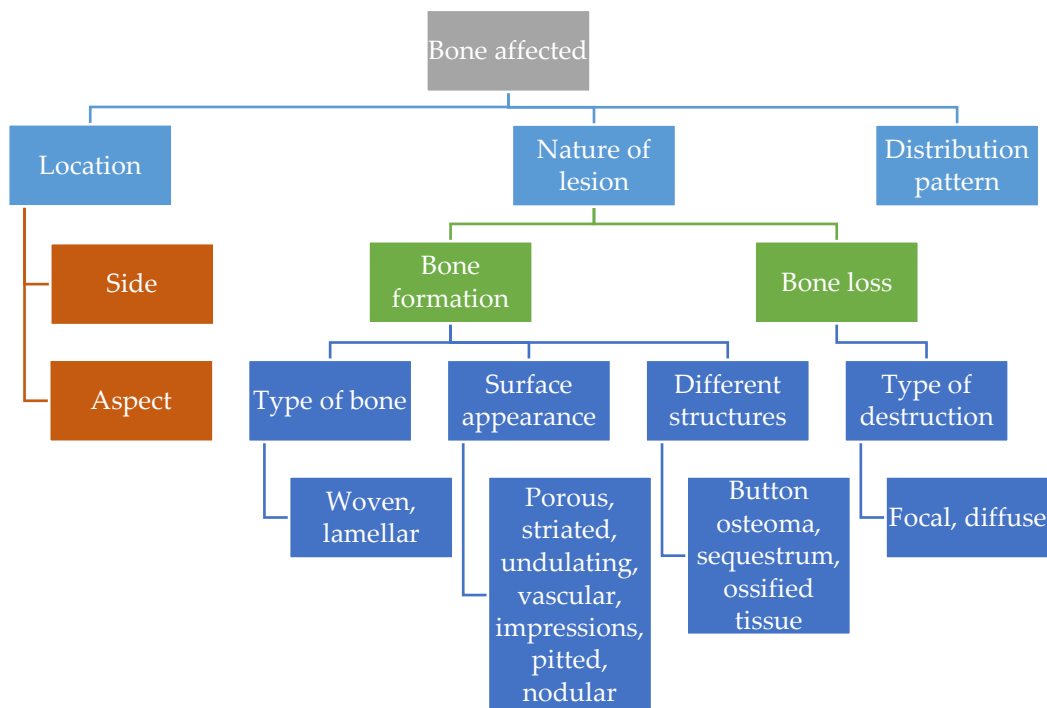 Bone affected
Location
Nature of
lesion
Distribution
pattern
Side
Aspect
Bone
formation
Bone loss
Type of bone
Surface
appearance
Different
structures
Type of
destruction
Woven,
lamellar
Porous,
striated,
undulating,
vascular,
impressions,
pitted,
nodular
Button
osteoma,
sequestrum,
ossified
tissue
Focal, diffuse